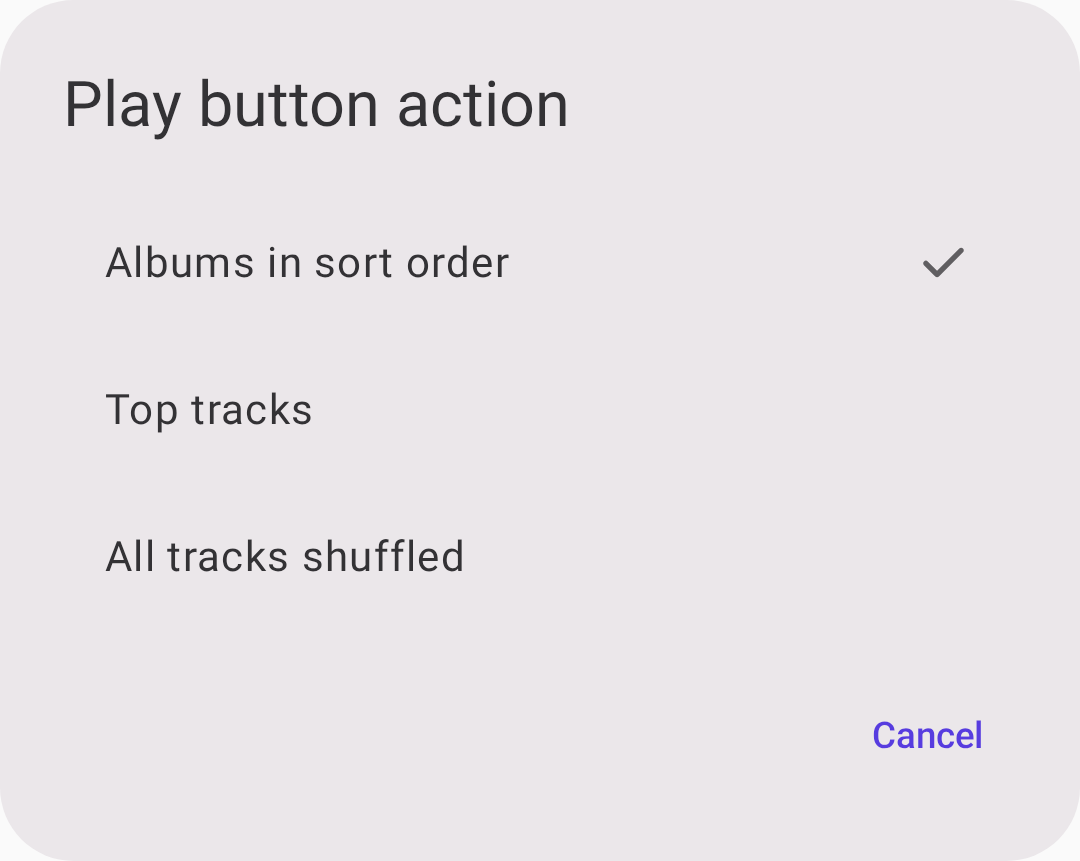 Play button action
Albums in sort order
Top tracks
All tracks shuffled
Cancel